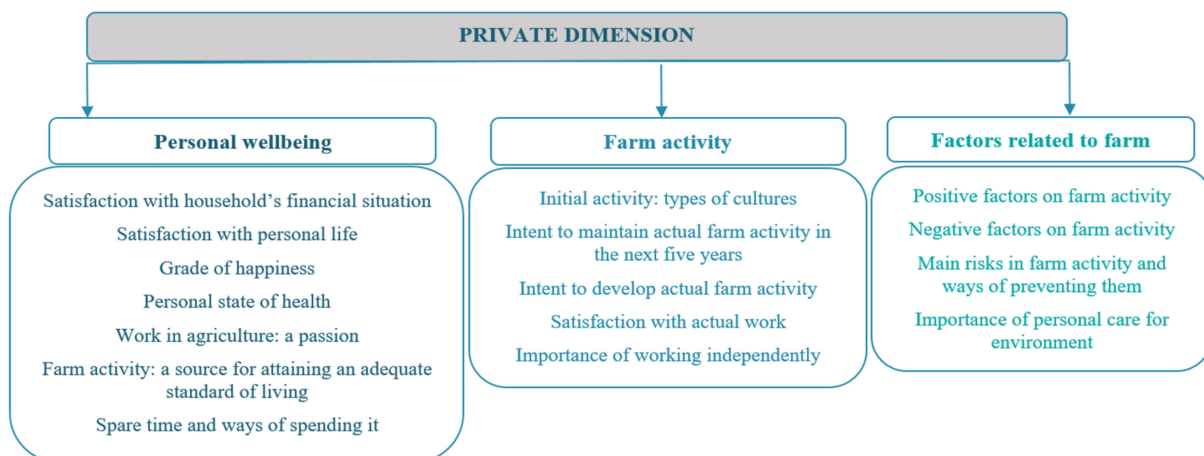 PRIVATE DIMENSION
Personal wellbeing
Satisfaction with household’s financial situation
Satisfaction with personal life
Grade of happiness
Personal state of health
Work in agriculture: a passion
Farm activity: a source for attaining an adequate
standard of living
Spare time and ways of spending it
Farm activity
Initial activity: types of cultures
Intent to maintain actual farm activity in
the next five years
Intent to develop actual farm activity
Satisfaction with actual work
Importance of working independently
Factors related to farm
Positive factors on farm activity
Negative factors on farm activity
Main risks in farm activity and
ways of preventing them
Importance of personal care for
environment